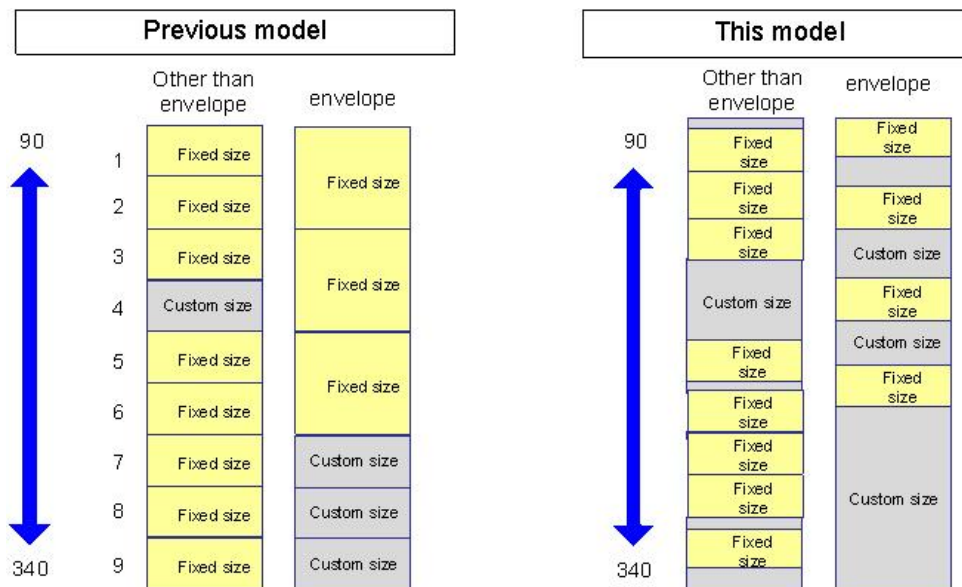 Previous model
Other than
envelope
envelope
90
340
1
2
3
4
5
6
7
8
9
Fixed size
Fixed size
Fixed size
Custom size
Fixed size
Fixed size
Fixed size
Fixed size
Fixed size
Fixed size
Fixed size
Fixed size
Custom size
Custom size
Custom size
This model
Other than
envelope
envelope
90
340
Fixed
size
Fixed
size
Fixed
size
Custom size
Fixed
size
Fixed
size
Fixed
size
Fixed
size
Fixed
size
Fixed
size
Fixed
size
Custom size
Fixed
size
Custom size
Fixed
size
Custom size